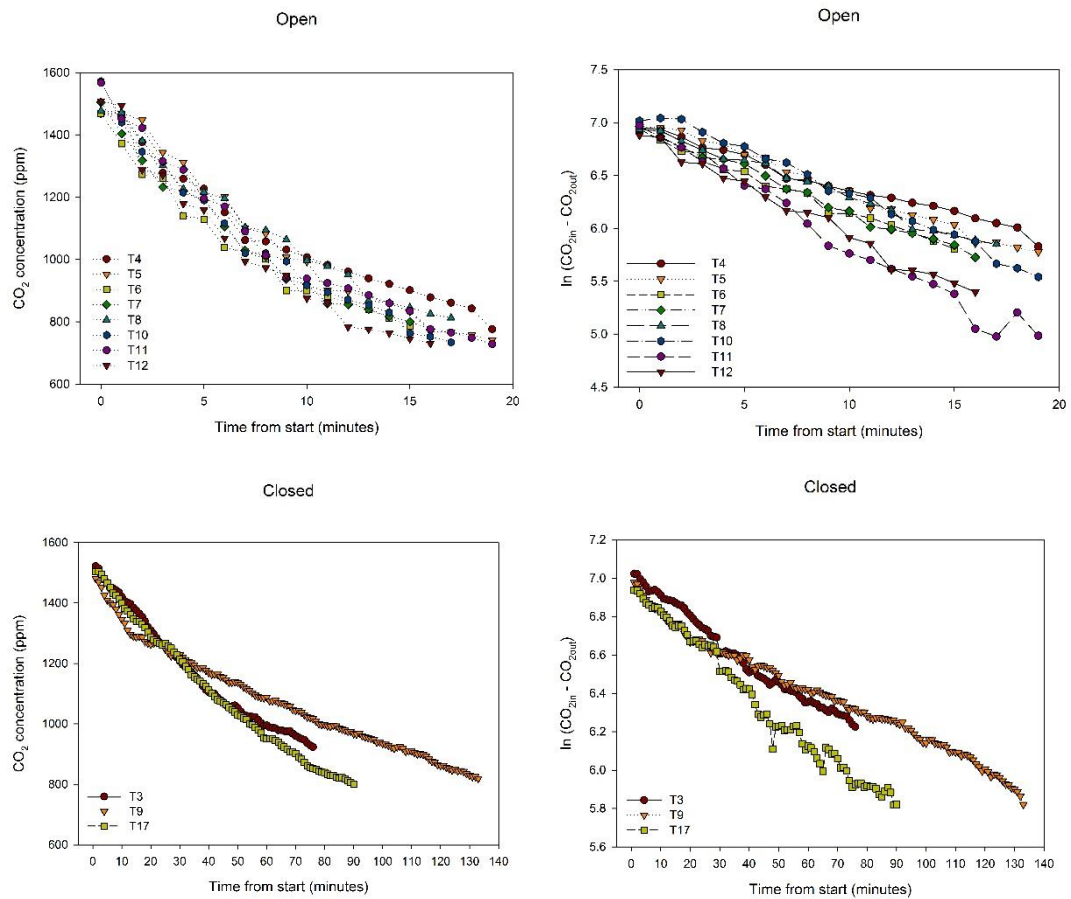 Open
1600
1400
1200
1000
800
600
CO2 concentration (ppm)
T4
T5
T6
T7
T8
T10
T11
T12
0 5 10 15 20
Time from start (minutes)
Open
7.5
7.0
6.5
6.0
5.5
5.0
4.5
ln (CO2in - CO2out)
T4
T5
T6
T7
T8
T10
T11
T12
0 5 10 15 20
Time from start (minutes)
Closed
1600
1400
1200
1000
800
600
CO2 concentration (ppm)
T3
T9
T17
0 10 20 30 40 50 60 70 80 90 100 110 120 130 140
Time from start (minutes)
Closed
7.2
7.0
6.8
6.6
6.4
6.2
6.0
5.8
5.6
ln (CO2in - CO2out)
T3
T9
T17
0 10 20 30 40 50 60 70 80 90 100 110 120 130 140
Time from start (minutes)